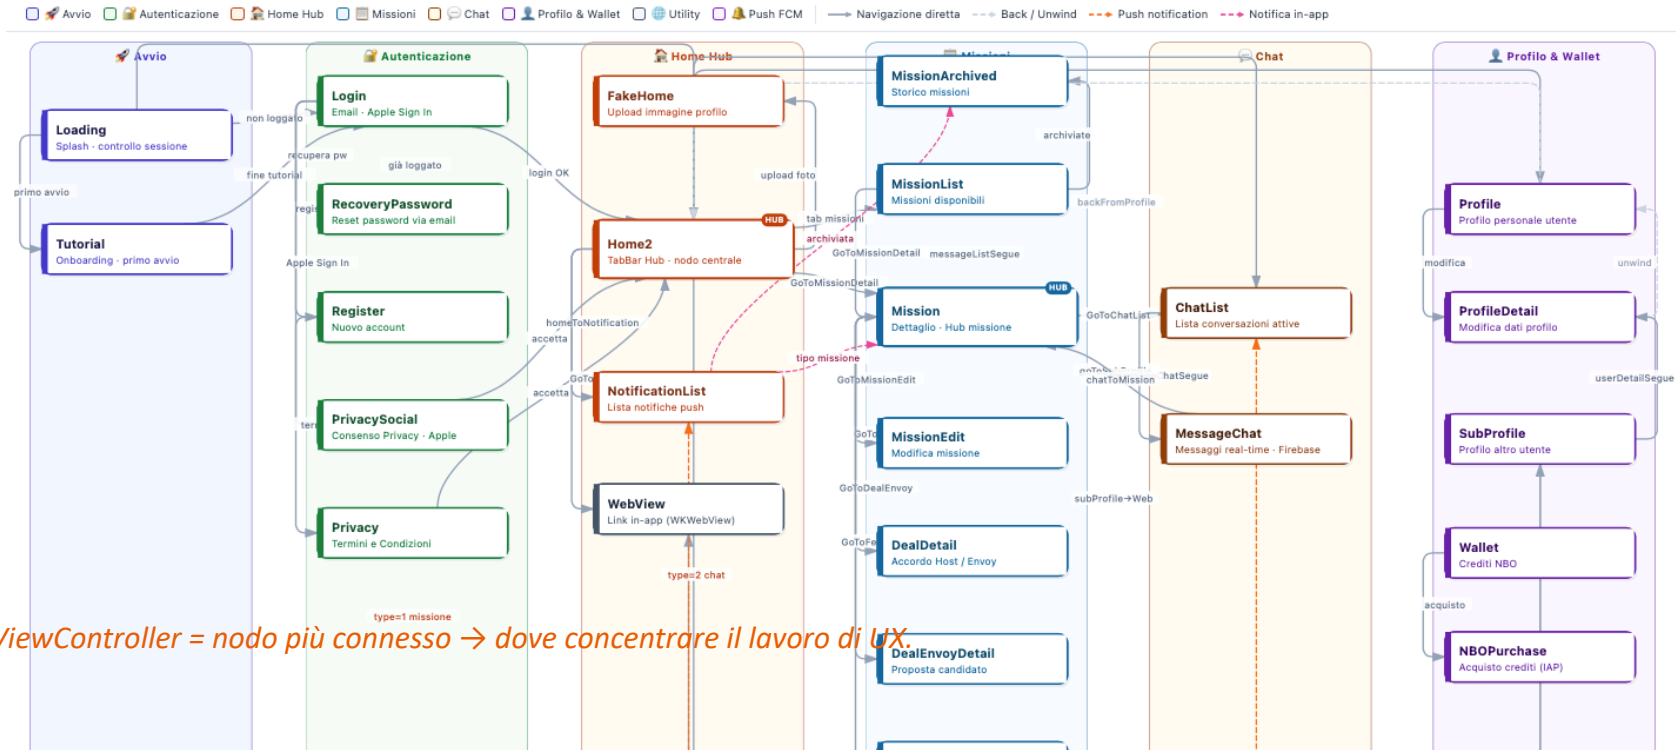 Avvio
Autenticazione
Home Hub
Missioni
Chat
Profilo & Wallet
Utility
Push FCM
Navigazione diretta
Back / Unwind
Push notification
Notifica in-app
Avvio
Loading
Splash · controllo sessione
primo avvio
Tutorial
Onboarding · primo avvio
non loggato
fine tutorial
Autenticazione
Login
Email · Apple Sign In
recupera pw
già loggato
RecoveryPassword
Reset password via email
Apple Sign In
Register
Nuovo account
PrivacySocial
Consenso Privacy · Apple
Privacy
Termini e Condizioni
type=1 missione
login OK
homeToNotification
accetta
accetta
Home Hub
FakeHome
Upload immagine profilo
upload foto
HUB
Home2
TabBar Hub · nodo centrale
NotificationList
Lista notifiche push
WebView
Link in-app (WKWebView)
type=2 chat
tab missioni
archiviata
GoToMissionDetail
messageListSegue
GoToMissionDetail
tipo missione
GoToMissionEdit
GoToDealEnvoy
Missioni
MissionArchived
Storico missioni
archiviate
MissionList
Missioni disponibili
backFromProfile
HUB
Mission
Dettaglio · Hub missione
MissionEdit
Modifica missione
DealDetail
Accordo Host / Envoy
DealEnvoyDetail
Proposta candidato
GoToChatList
chatToMission
subProfile→Web
Chat
ChatList
Lista conversazioni attive
MessageChat
Messaggi real-time · Firebase
Profilo & Wallet
Profile
Profilo personale utente
modifica
unwind
ProfileDetail
Modifica dati profilo
userDetailSegue
SubProfile
Profilo altro utente
Wallet
Crediti NBO
acquisto
NBOPurchase
Acquisto crediti (IAP)
ViewController = nodo più connesso → dove concentrare il lavoro di UX.